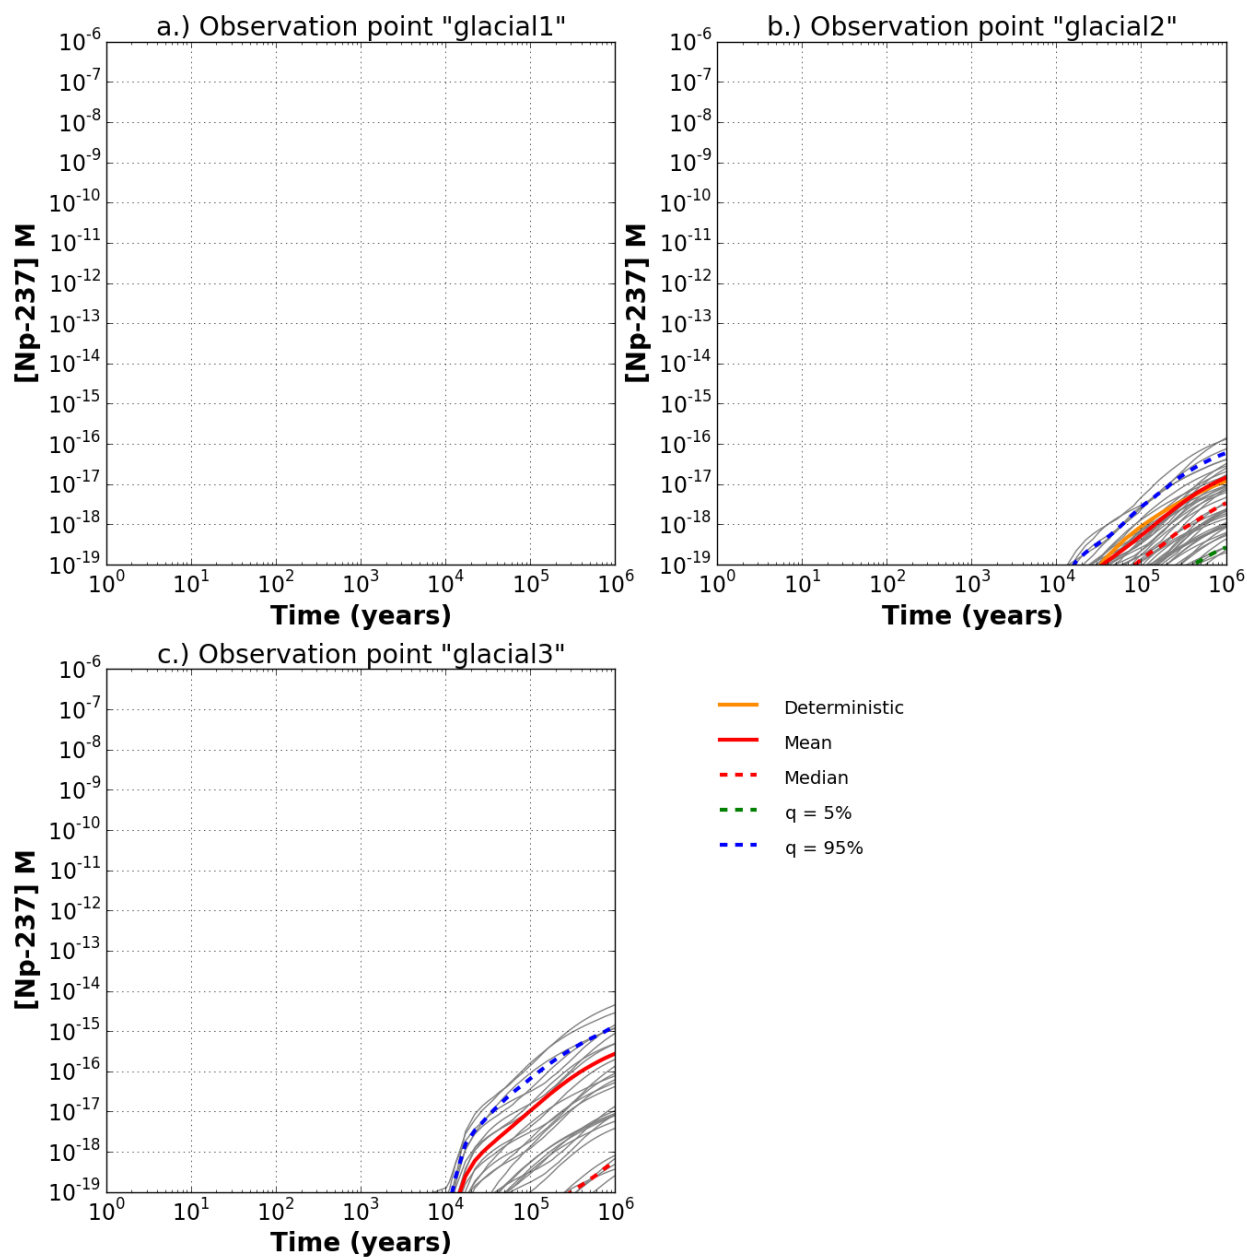 a.) Observation point "glacial1"
[Np-237] M
10^-6
10^-7
10^-8
10^-9
10^-10
10^-11
10^-12
10^-13
10^-14
10^-15
10^-16
10^-17
10^-18
10^-19
10^0 10^1 10^2 10^3 10^4 10^5 10^6
Time (years)
b.) Observation point "glacial2"
[Np-237] M
10^-6
10^-7
10^-8
10^-9
10^-10
10^-11
10^-12
10^-13
10^-14
10^-15
10^-16
10^-17
10^-18
10^-19
10^0 10^1 10^2 10^3 10^4 10^5 10^6
Time (years)
c.) Observation point "glacial3"
[Np-237] M
10^-6
10^-7
10^-8
10^-9
10^-10
10^-11
10^-12
10^-13
10^-14
10^-15
10^-16
10^-17
10^-18
10^-19
10^0 10^1 10^2 10^3 10^4 10^5 10^6
Time (years)
Deterministic
Mean
Median
q = 5%
q = 95%